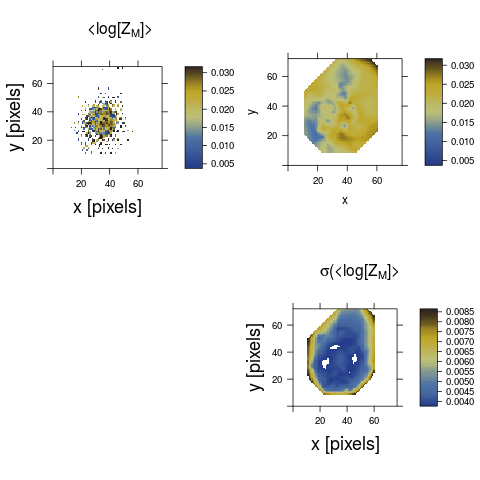 <log[Z_M]>
0.030
0.025
0.020
0.015
0.010
0.005
60
40
20
20 40 60
y [pixels]
x [pixels]
0.030
0.025
0.020
0.015
0.010
0.005
60
40
20
20 40 60
y
x
σ(<log[Z_M]>
0.0085
0.0080
0.0075
0.0070
0.0065
0.0060
0.0055
0.0050
0.0045
0.0040
60
40
20
20 40 60
y [pixels]
x [pixels]